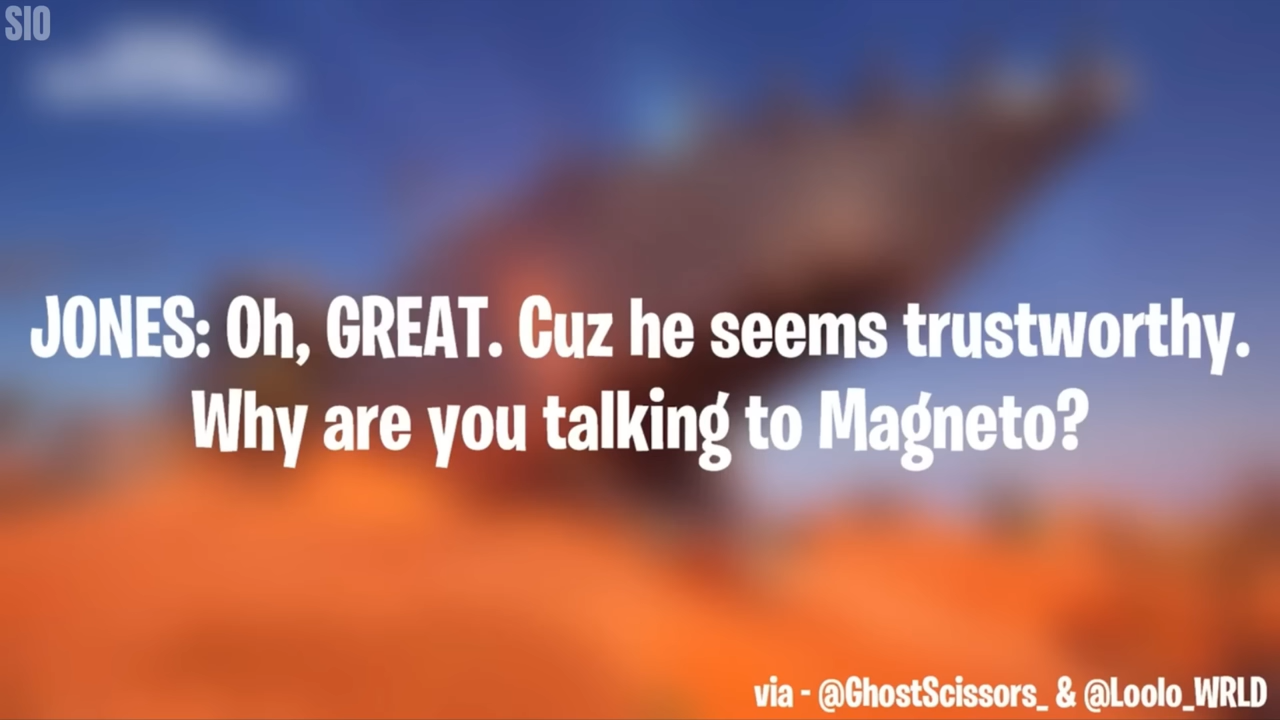 SIO
JONES: Oh, GREAT. Cuz he seems trustworthy.
Why are you talking to Magneto?
via - @GhostScissors_ & @Loolo_WRLD